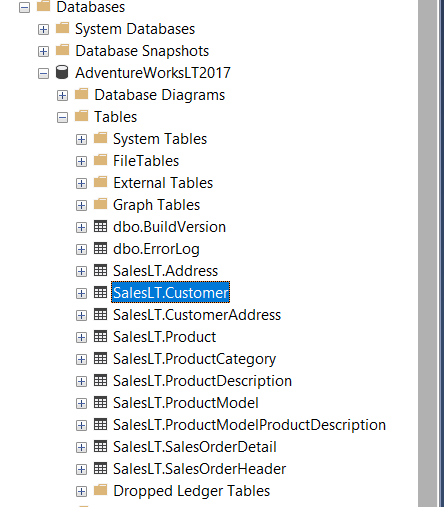 Databases
System Databases
Database Snapshots
AdventureWorksLT2017
Database Diagrams
Tables
System Tables
FileTables
External Tables
Graph Tables
dbo.BuildVersion
dbo.ErrorLog
SalesLT.Address
SalesLT.Customer
SalesLT.CustomerAddress
SalesLT.Product
SalesLT.ProductCategory
SalesLT.ProductDescription
SalesLT.ProductModel
SalesLT.ProductModelProductDescription
SalesLT.SalesOrderDetail
SalesLT.SalesOrderHeader
Dropped Ledger Tables